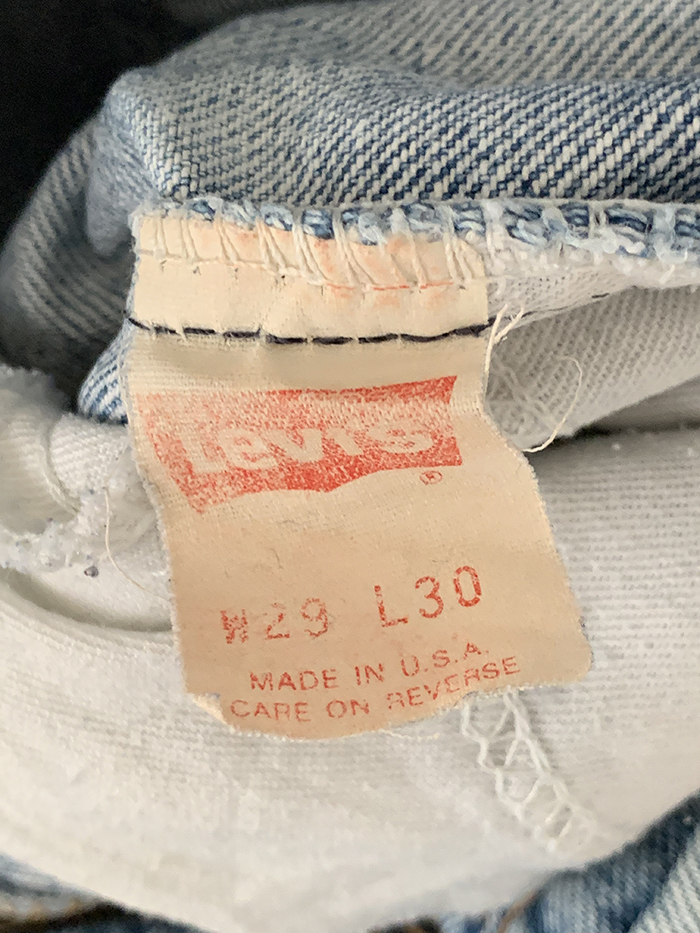 Levi's
®
W29 L30
MADE IN U.S.A.
CARE ON REVERSE